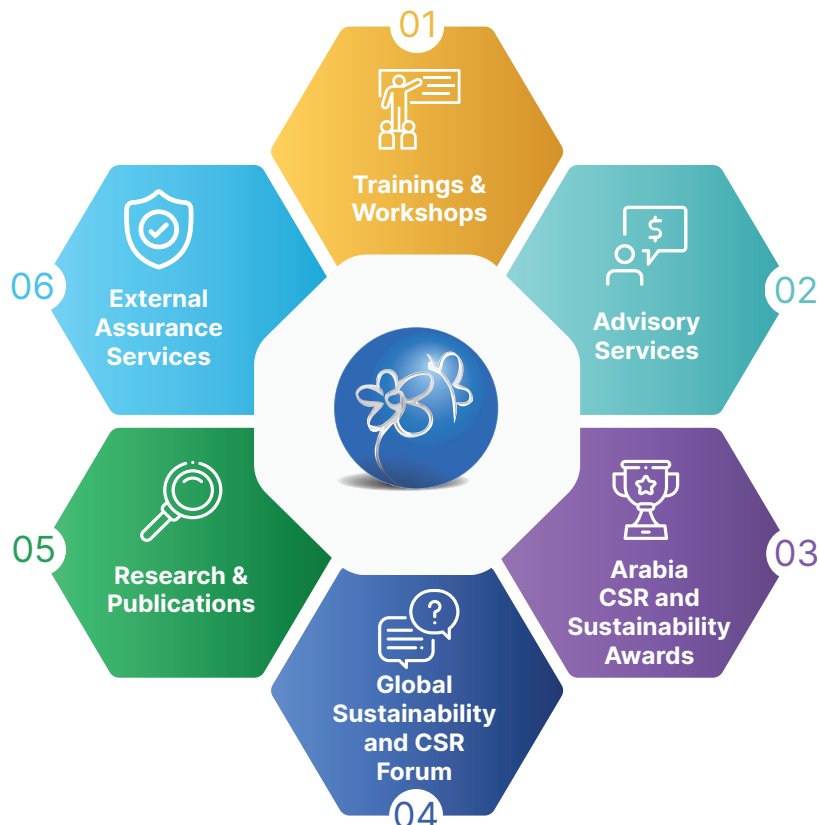 01
Trainings &
Workshops
02
$
Advisory
Services
03
Arabia
CSR and
Sustainability
Awards
04
?
Global
Sustainability
and CSR
Forum
05
Research &
Publications
06
External
Assurance
Services